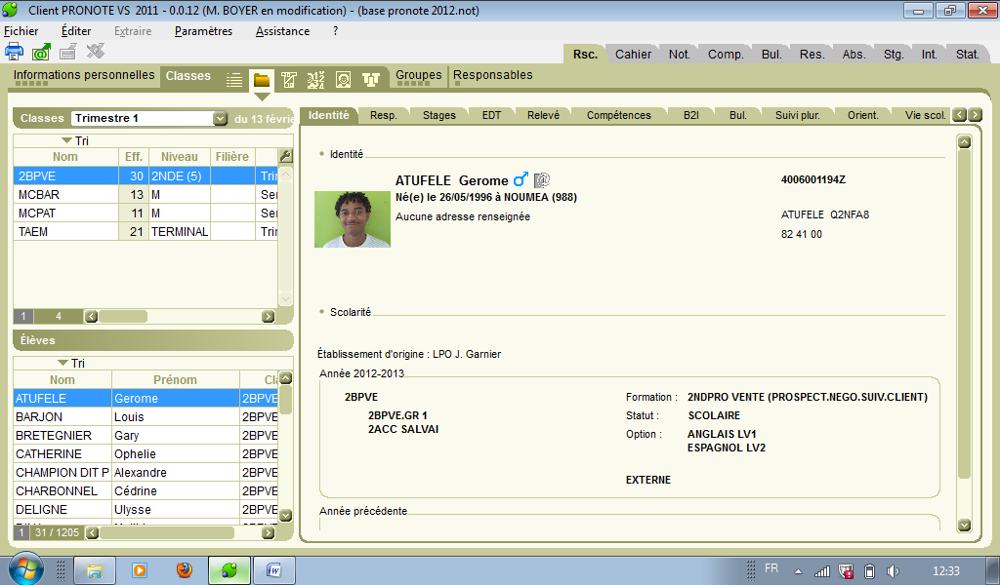 Client PRONOTE VS 2011 - 0.0.12 (M. BOYER en modification) - (base pronote 2012.not)
Fichier Éditer Extraire Paramètres Assistance ?
Rsc. Cahier Not. Comp. Bul. Res. Abs. Stg. Int. Stat.
Informations personnelles Classes Groupes Responsables
Classes Trimestre 1 du 13 févrie
Tri
Nom Eff. Niveau Filière
2BPVE 30 2NDE (5) Trir
MCBAR 13 M Ser
MCPAT 11 M Ser
TAEM 21 TERMINAL Trir
1 4
Élèves
Tri
Nom Prénom Cl
ATUFELE Gerome 2BPVE
BARJON Louis 2BPVE
BRETEGNIER Gary 2BPVE
CATHERINE Ophelie 2BPVE
CHAMPION DIT P Alexandre 2BPVE
CHARBONNEL Cédrine 2BPVE
DELIGNE Ulysse 2BPVE
1 31 / 1205
Identité Resp. Stages EDT Relevé Compétences B2I Bul. Suivi plur. Orient. Vie scol.
Identité
ATUFELE Gerome 4006001194Z
Né(e) le 26/05/1996 à NOUMEA (988)
Aucune adresse renseignée ATUFELE Q2NFA8
82 41 00
Scolarité
Établissement d'origine : LPO J. Garnier
Année 2012-2013
2BPVE Formation : 2NDPRO VENTE (PROSPECT.NEGO.SUIV.CLIENT)
2BPVE.GR 1 Statut : SCOLAIRE
2ACC SALVAI Option : ANGLAIS LV1
ESPAGNOL LV2
EXTERNE
Année précédente
FR 12:33